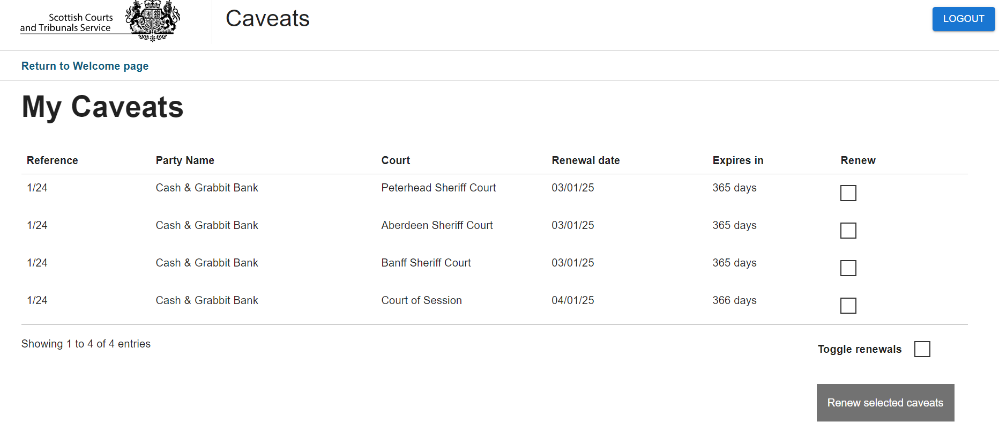 Scottish Courts
and Tribunals Service
Caveats
LOGOUT
Return to Welcome page
My Caveats
Reference Party Name Court Renewal date Expires in Renew
1/24 Cash & Grabbit Bank Peterhead Sheriff Court 03/01/25 365 days
1/24 Cash & Grabbit Bank Aberdeen Sheriff Court 03/01/25 365 days
1/24 Cash & Grabbit Bank Banff Sheriff Court 03/01/25 365 days
1/24 Cash & Grabbit Bank Court of Session 04/01/25 366 days
Showing 1 to 4 of 4 entries
Toggle renewals
Renew selected caveats